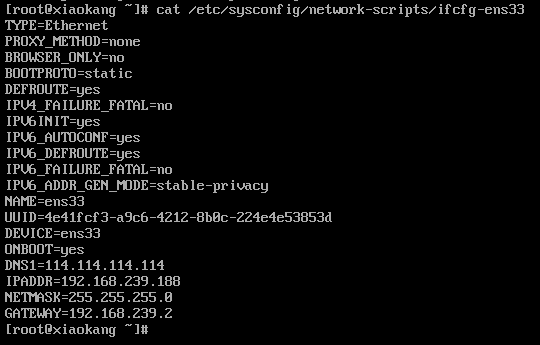 [root@xiaokang ~]# cat /etc/sysconfig/network-scripts/ifcfg-ens33
TYPE=Ethernet
PROXY_METHOD=none
BROWSER_ONLY=no
BOOTPROTO=static
DEFROUTE=yes
IPV4_FAILURE_FATAL=no
IPV6INIT=yes
IPV6_AUTOCONF=yes
IPV6_DEFROUTE=yes
IPV6_FAILURE_FATAL=no
IPV6_ADDR_GEN_MODE=stable-privacy
NAME=ens33
UUID=4e41fcf3-a9c6-4212-8b0c-224e4e53853d
DEVICE=ens33
ONBOOT=yes
DNS1=114.114.114.114
IPADDR=192.168.239.188
NETMASK=255.255.255.0
GATEWAY=192.168.239.2
[root@xiaokang ~]#